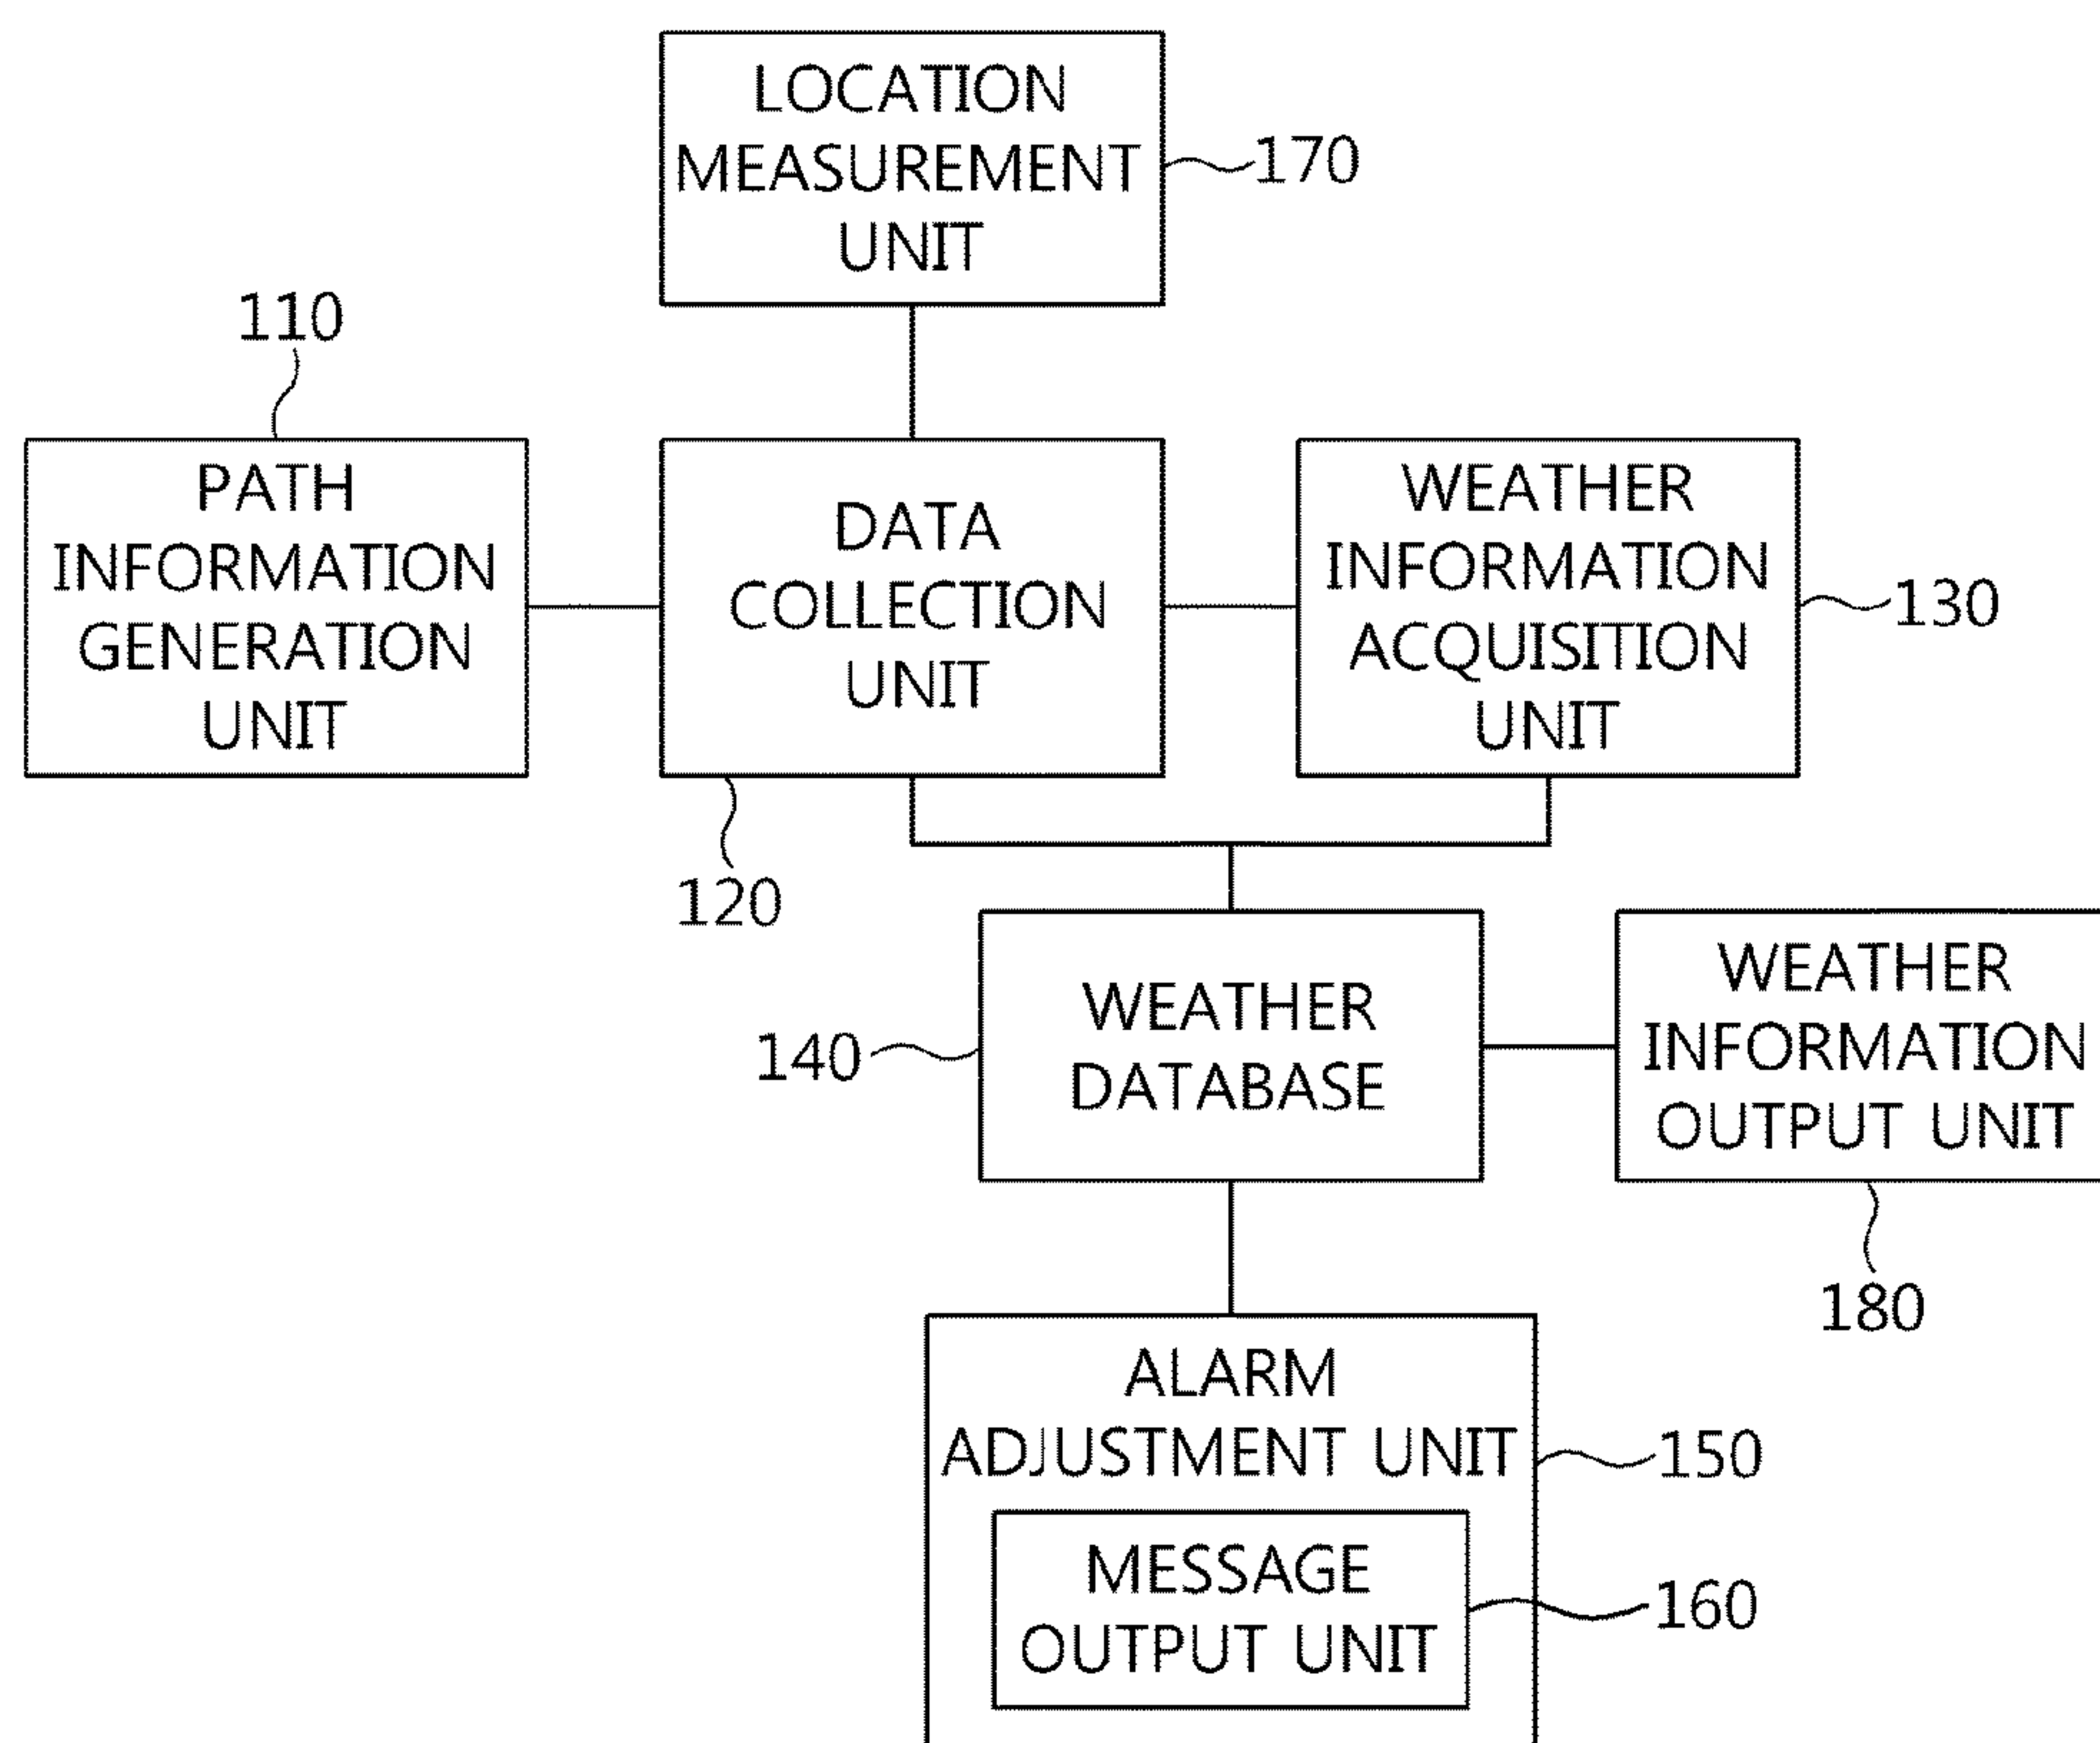 LOCATION
MEASUREMENT
UNIT
170
110
PATH
INFORMATION
GENERATION
UNIT
DATA
COLLECTION
UNIT
120
WEATHER
INFORMATION
ACQUISITION
UNIT
130
140
WEATHER
DATABASE
WEATHER
INFORMATION
OUTPUT UNIT
180
ALARM
ADJUSTMENT UNIT
150
MESSAGE
OUTPUT UNIT
160